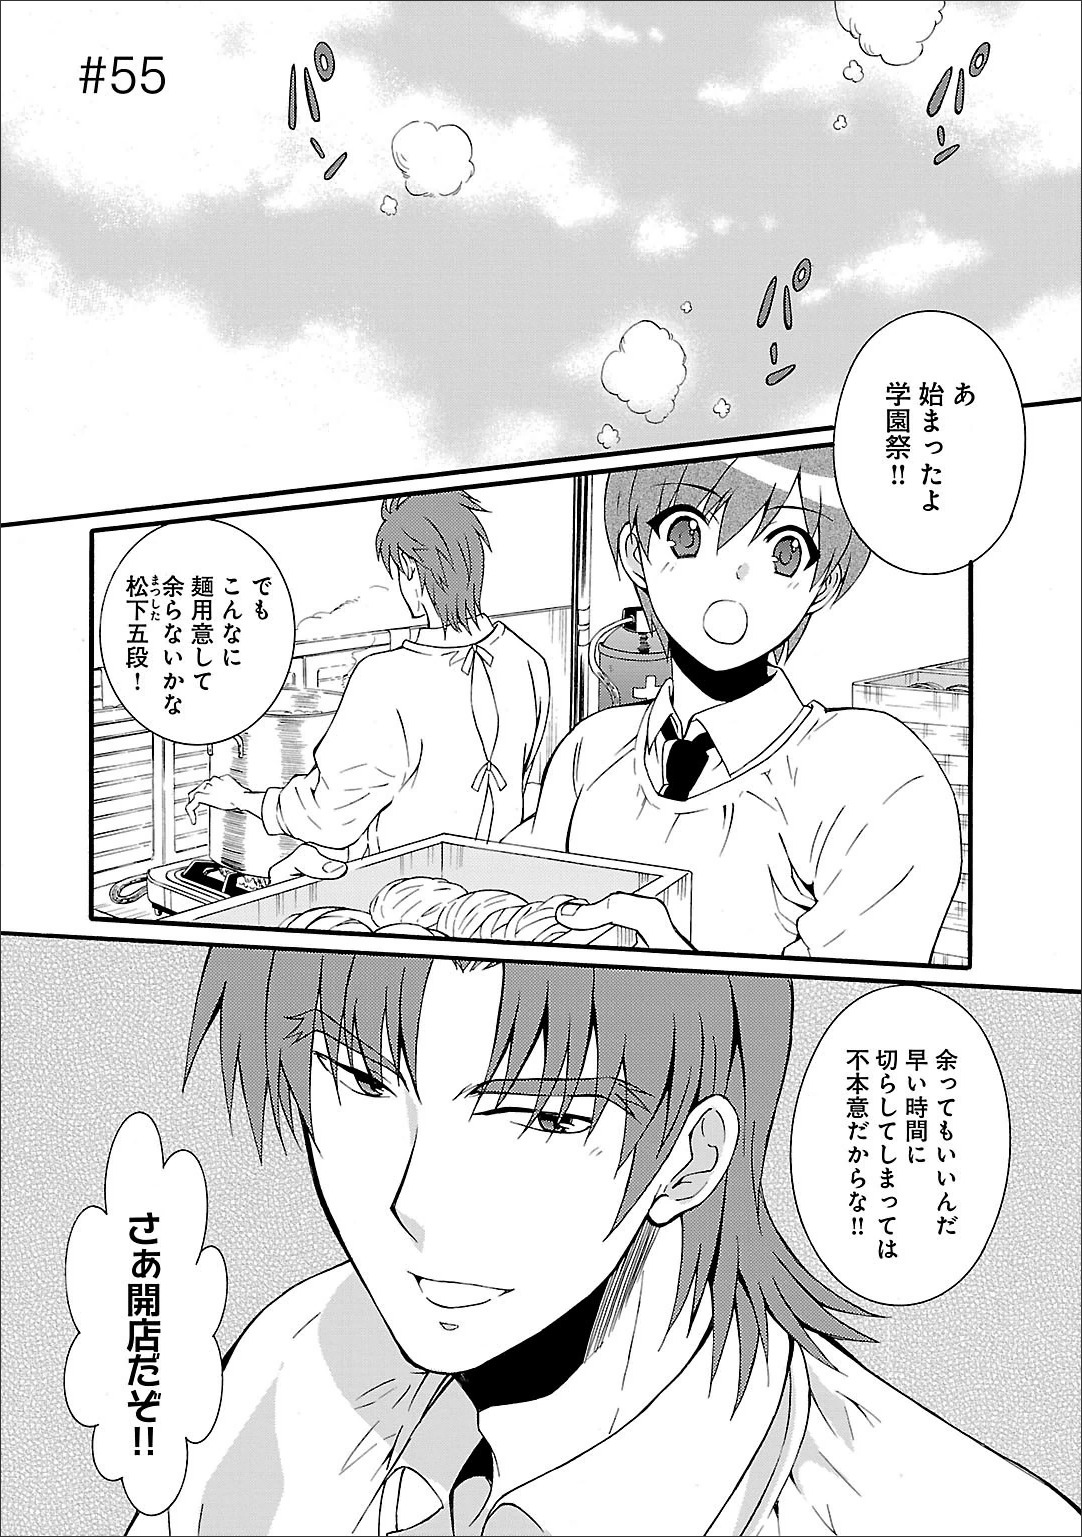 #55
パーン
パーン
パーン
あ
始まったよ
学園祭!!
でも
こんなに
麺用意して
余らないかな
松下五段!
まつした
余ってもいいんだ
早い時間に
切らしてしまっては
不本意だからな!!
さぁ開店だぞ!!